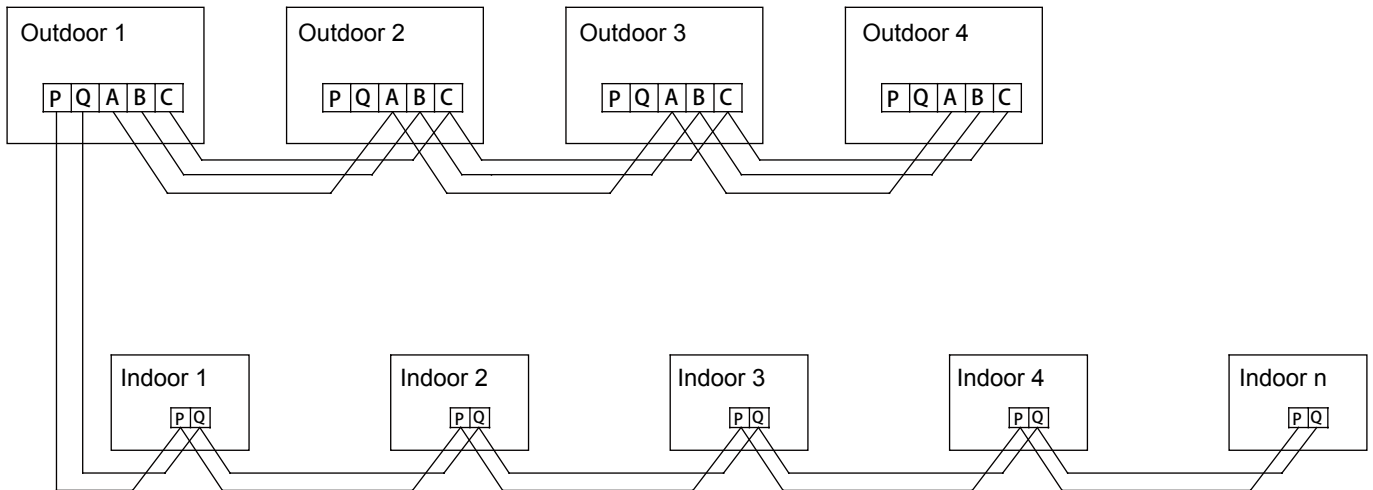 Outdoor 1
Outdoor 2
Outdoor 3
Outdoor 4
P Q A B C
P Q A B C
P Q A B C
P Q A B C
Indoor 1
Indoor 2
Indoor 3
Indoor 4
Indoor n
P Q
P Q
P Q
P Q
P Q